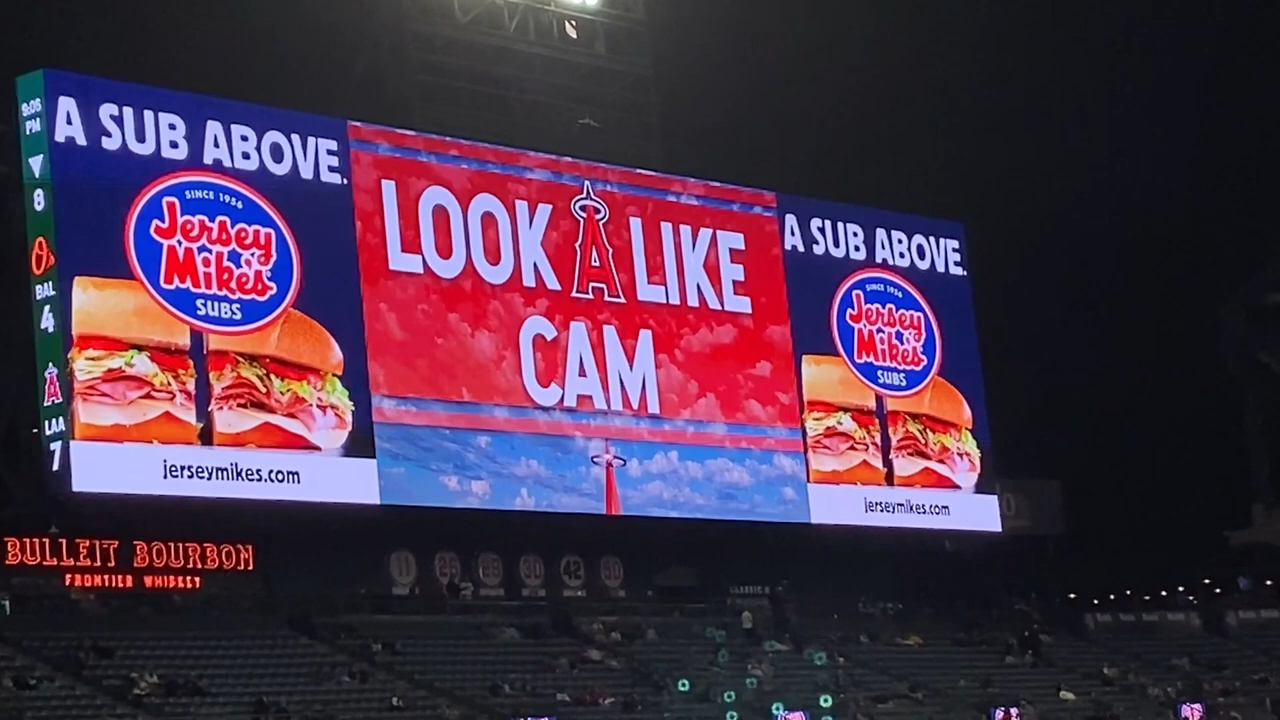 9:06
PM
8
O's
BAL
4
A
LAA
7
A SUB ABOVE.
SINCE 1956
Jersey
Mike's
SUBS
jerseymikes.com
LOOK A LIKE
CAM
A SUB ABOVE.
SINCE 1956
Jersey
Mike's
SUBS
jerseymikes.com
BULLEIT BOURBON
FRONTIER WHISKEY
11
26
29
30
42
50